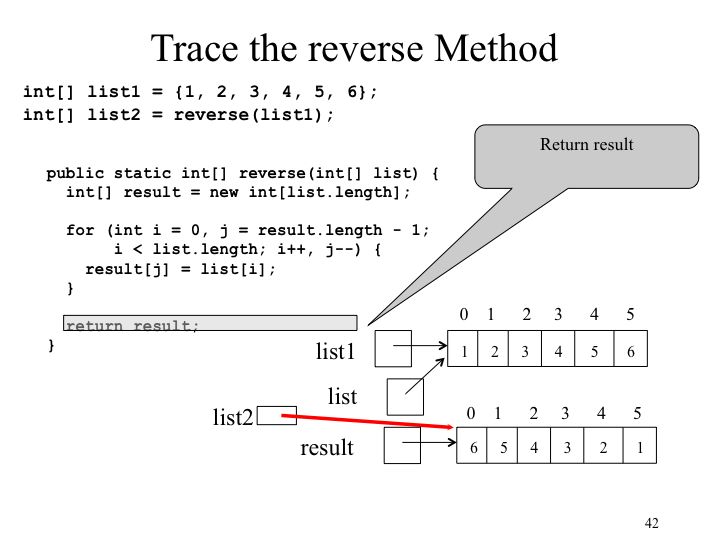 Trace the reverse Method
int[] list1 = {1, 2, 3, 4, 5, 6};
int[] list2 = reverse(list1);
Return result
public static int[] reverse(int[] list) {
int[] result = new int[list.length];
for (int i = 0, j = result.length - 1;
i < list.length; i++, j--) {
result[j] = list[i];
}
return result;
}
0 1 2 3 4 5
list1
1 2 3 4 5 6
list
list2
0 1 2 3 4 5
result
6 5 4 3 2 1
42